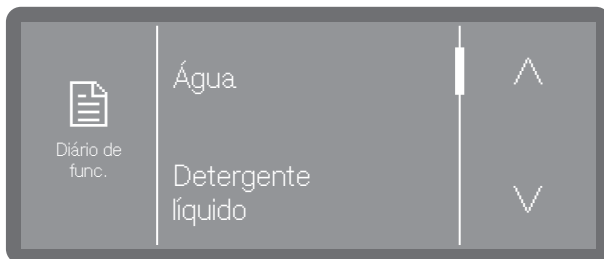 Diário de
func.
Água
Detergente
líquido